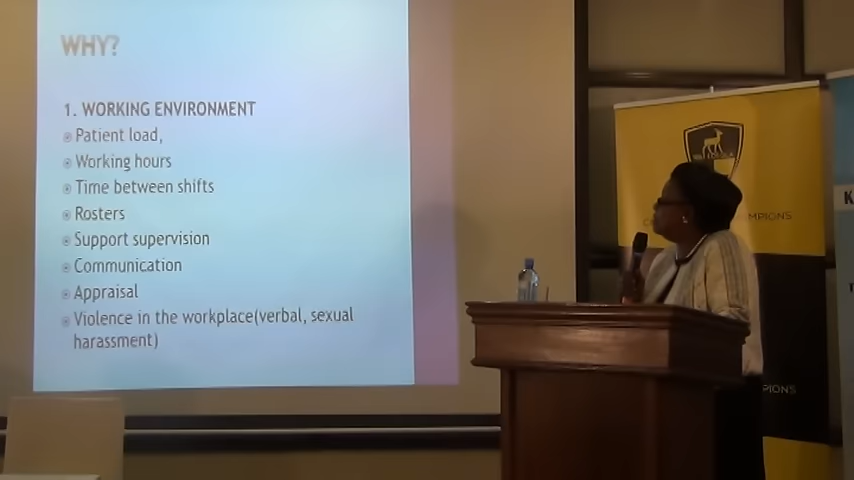 WHY?
1. WORKING ENVIRONMENT
Patient load,
Working hours
Time between shifts
Rosters
Support supervision
Communication
Appraisal
Violence in the workplace(verbal, sexual
harassment)
MPIONS
PIONS
K